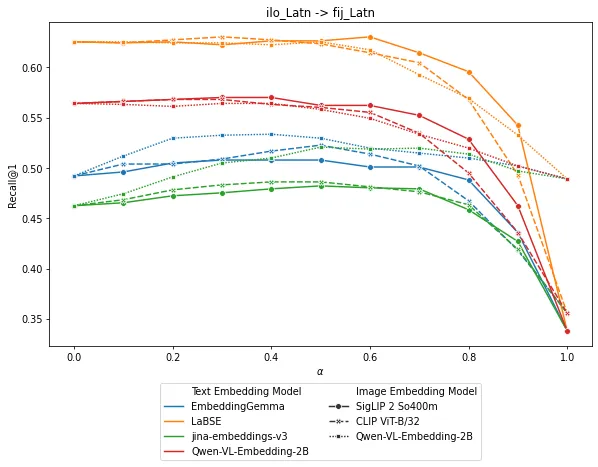 ilo_Latn -> fij_Latn
Recall@1
0.60
0.55
0.50
0.45
0.40
0.35
0.0
0.2
0.4
0.6
0.8
1.0
α
Text Embedding Model
EmbeddingGemma
LaBSE
jina-embeddings-v3
Qwen-VL-Embedding-2B
Image Embedding Model
SigLIP 2 So400m
CLIP ViT-B/32
Qwen-VL-Embedding-2B